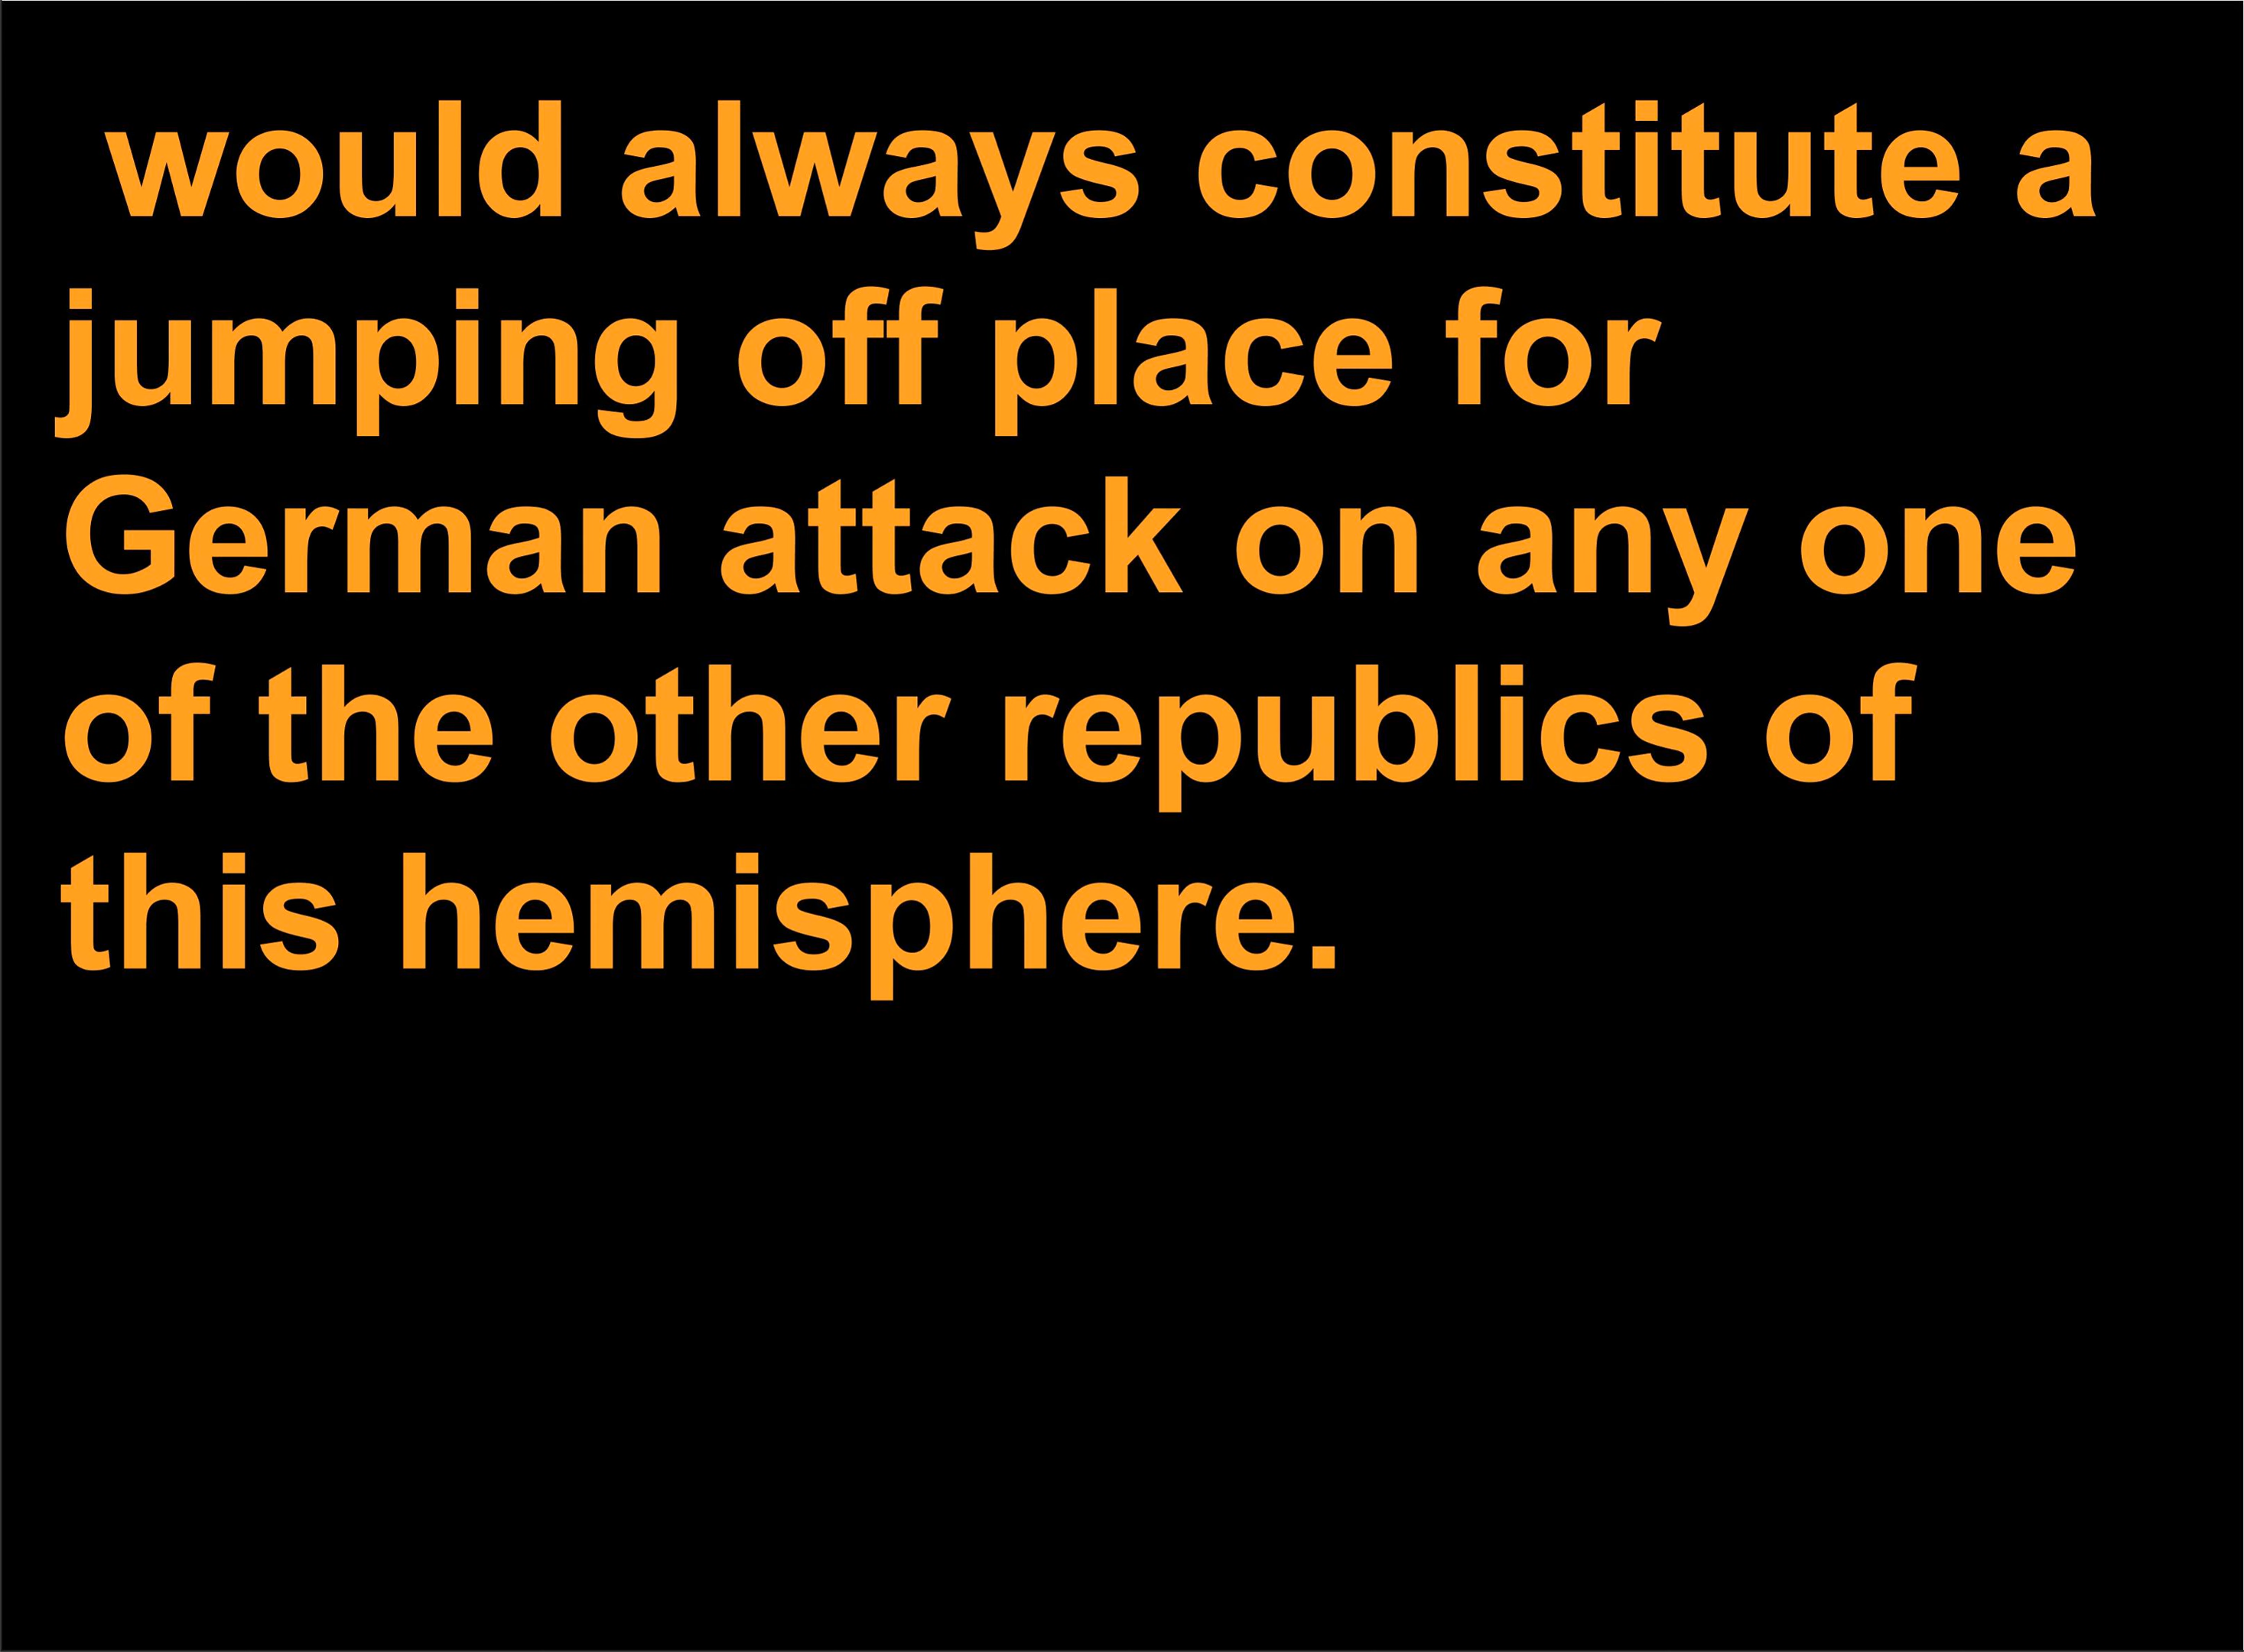 would always constitute a
jumping off place for
German attack on any one
of the other republics of
this hemisphere.